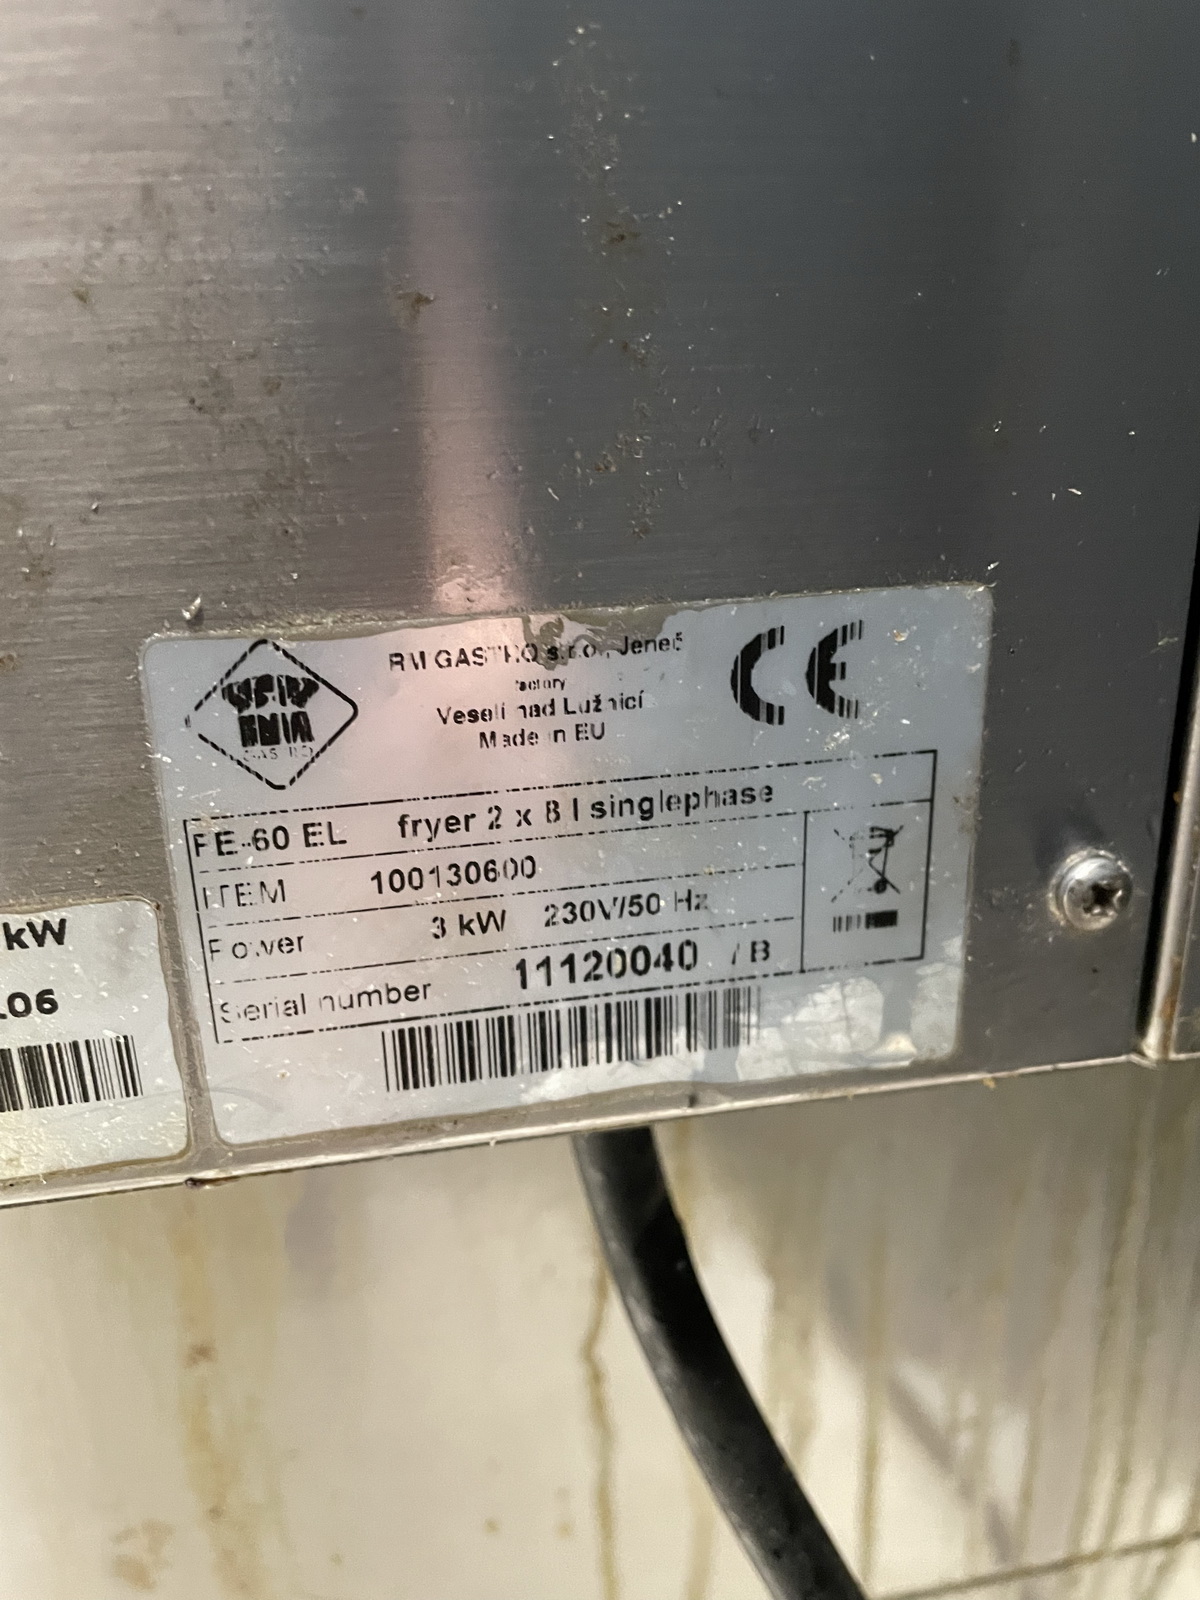 RM GASTRO s.r.o., Jeneč
factory
Veselí nad Lužnicí
Made in EU
CE
GASTRO
FE-60 EL fryer 2 x 8 l singlephase
ITEM 100130600
Power 3 kW 230V/50 Hz
Serial number 11120040 / B
kW
.06